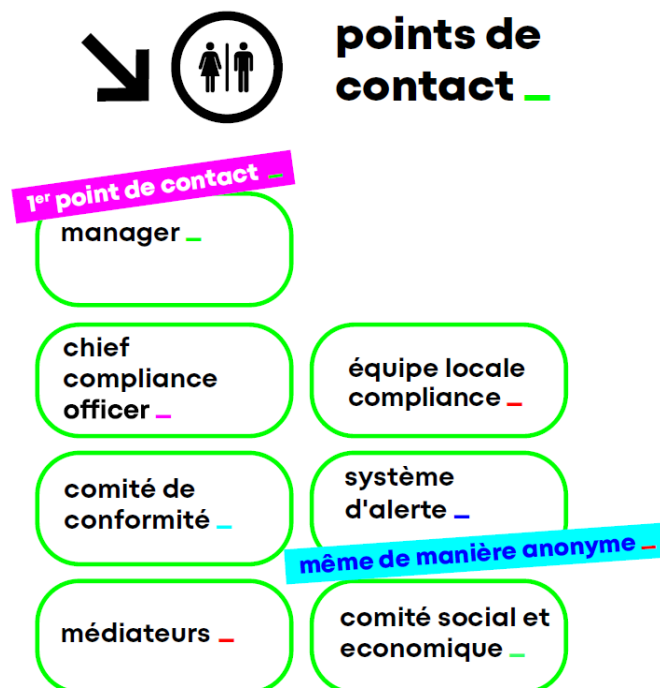 points de
contact _
1er point de contact _
manager _
chief
compliance
officer _
équipe locale
compliance _
comité de
conformité _
système
d'alerte _
même de manière anonyme _
médiateurs _
comité social et
economique _